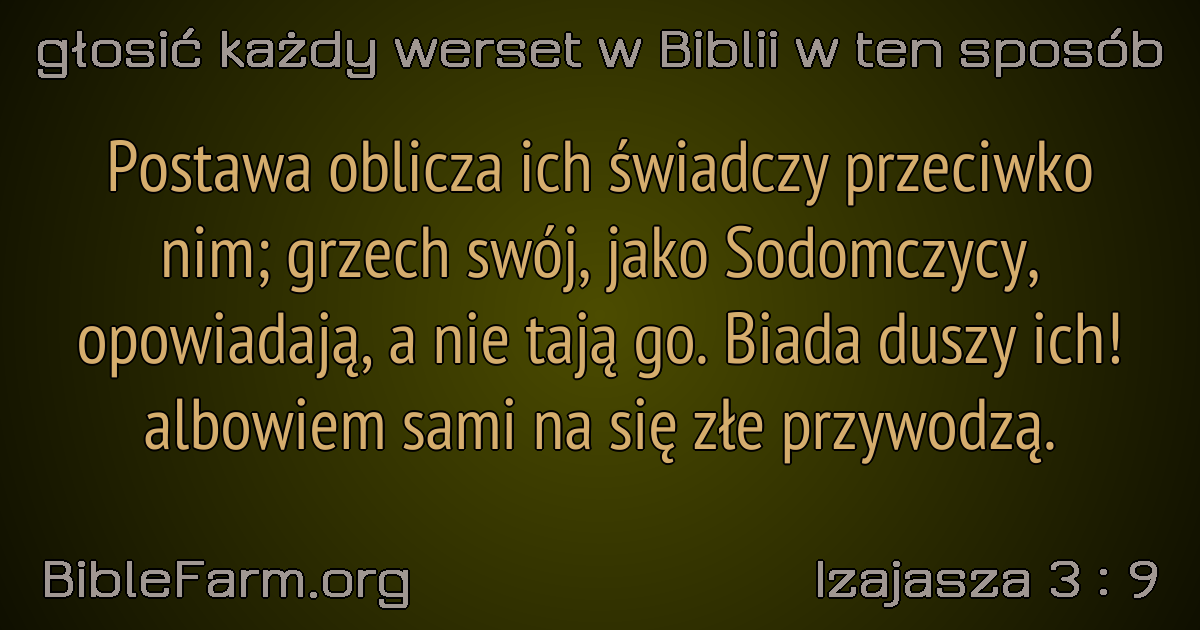 głosić każdy werset w Biblii w ten sposób
Postawa oblicza ich świadczy przeciwko
nim; grzech swój, jako Sodomczycy,
opowiadają, a nie tają go. Biada duszy ich!
albowiem sami na się złe przywodzą.
BibleFarm.org
Izajasza 3 : 9